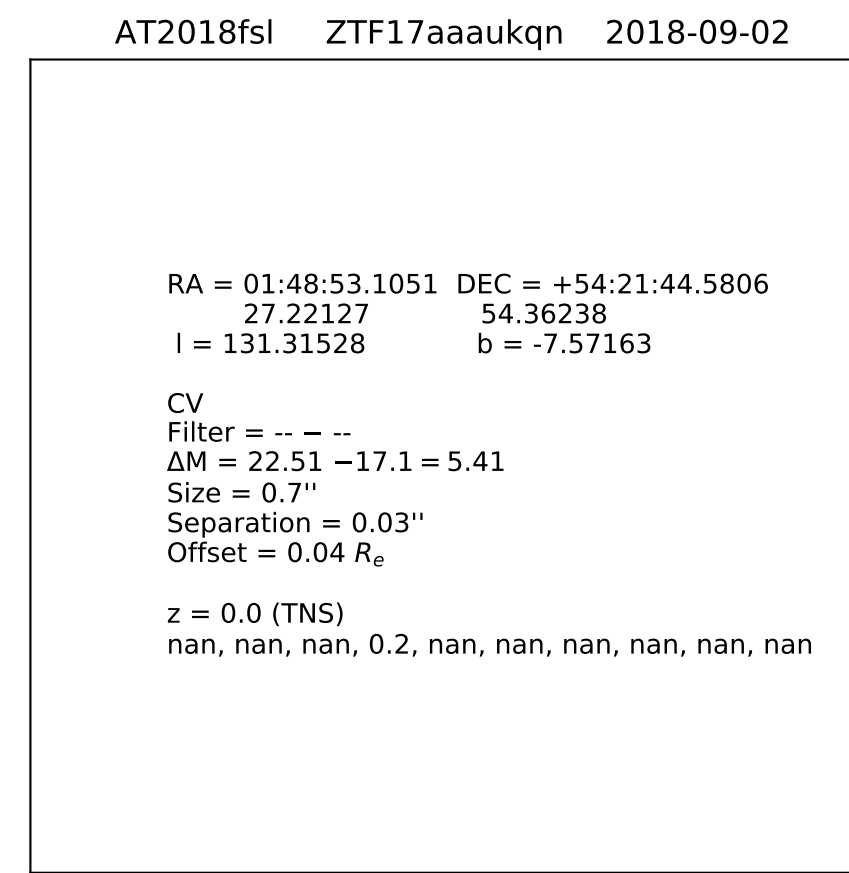 AT2018fsl ZTF17aaaukqn 2018-09-02
RA = 01:48:53.1051 DEC = +54:21:44.5806
27.22127 54.36238
l = 131.31528 b = -7.57163
CV
Filter = -- − --
ΔM = 22.51 −17.1 = 5.41
Size = 0.7''
Separation = 0.03''
Offset = 0.04 Rₑ
z = 0.0 (TNS)
nan, nan, nan, 0.2, nan, nan, nan, nan, nan, nan